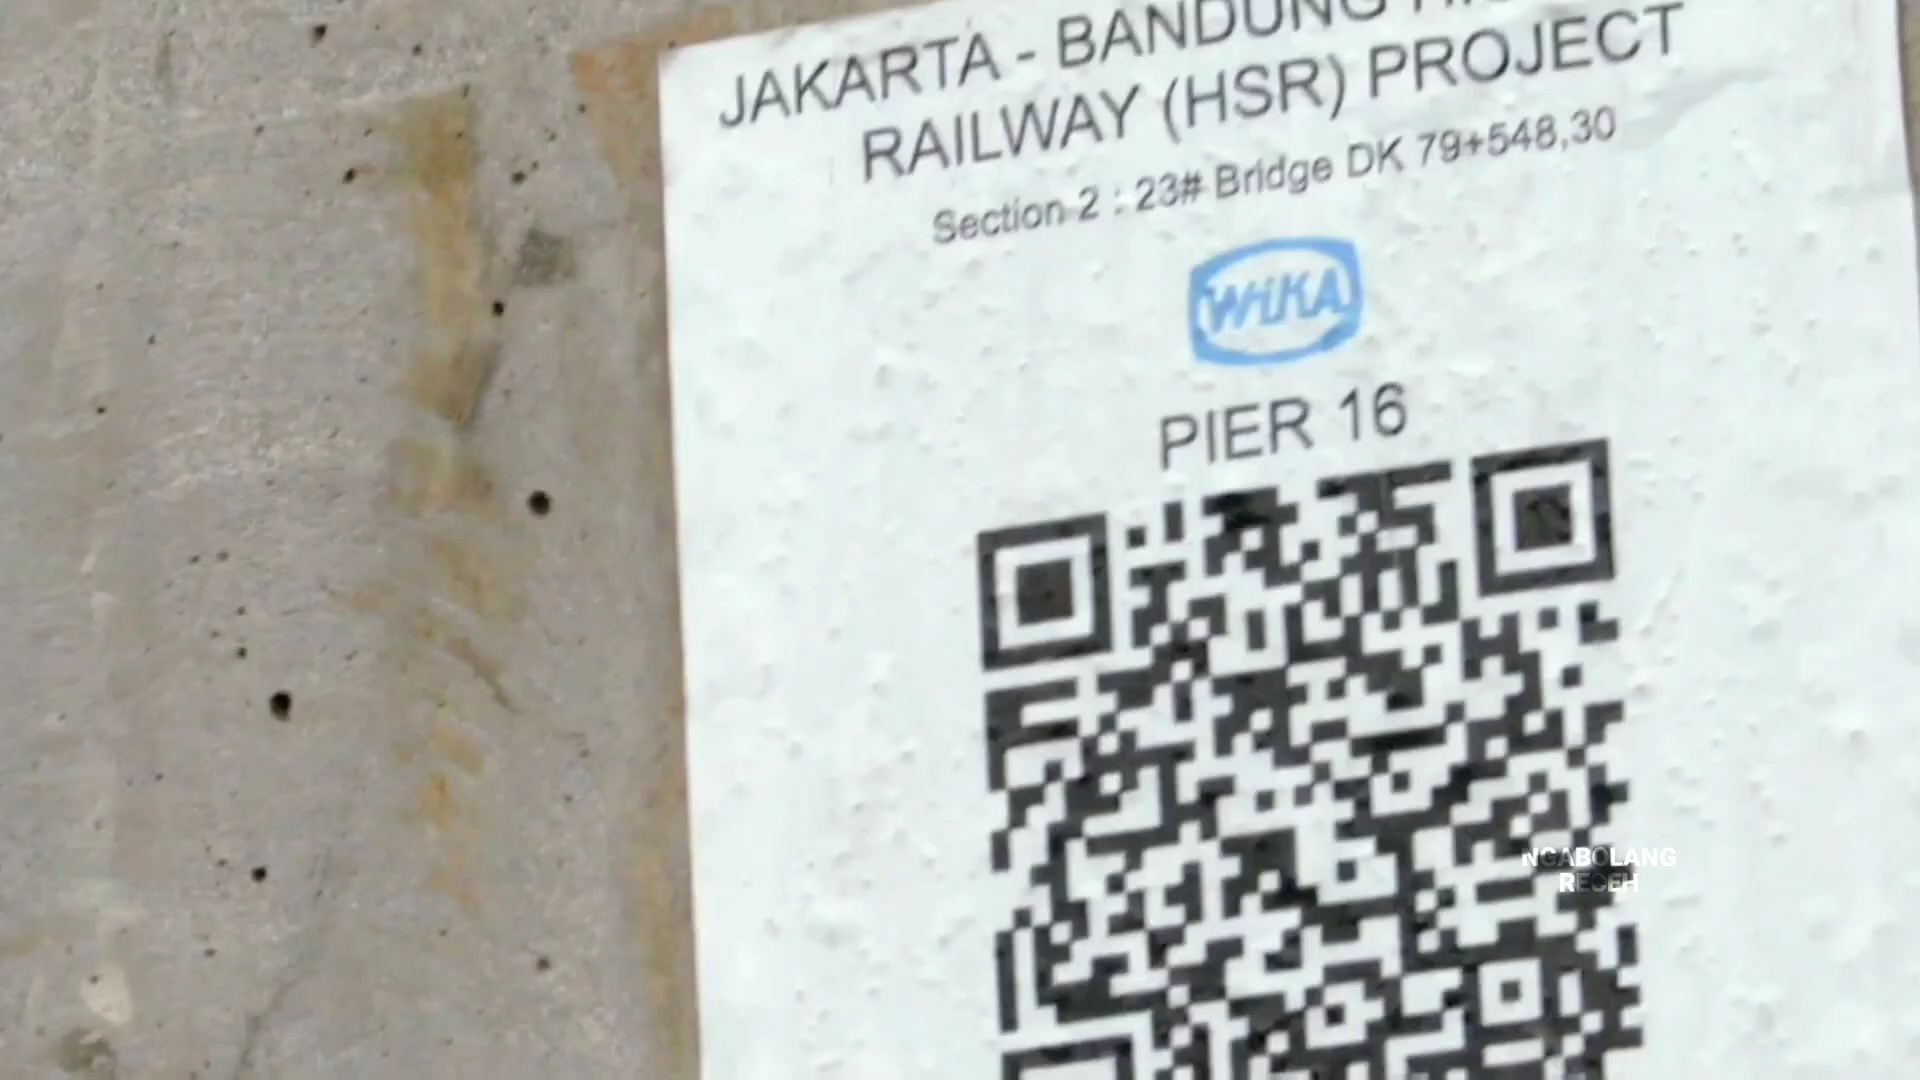 JAKARTA - BANDUNG
RAILWAY (HSR) PROJECT
Section 2 : 23# Bridge DK 79+548,30
WIKA
PIER 16
NGABOLANG
RECEH